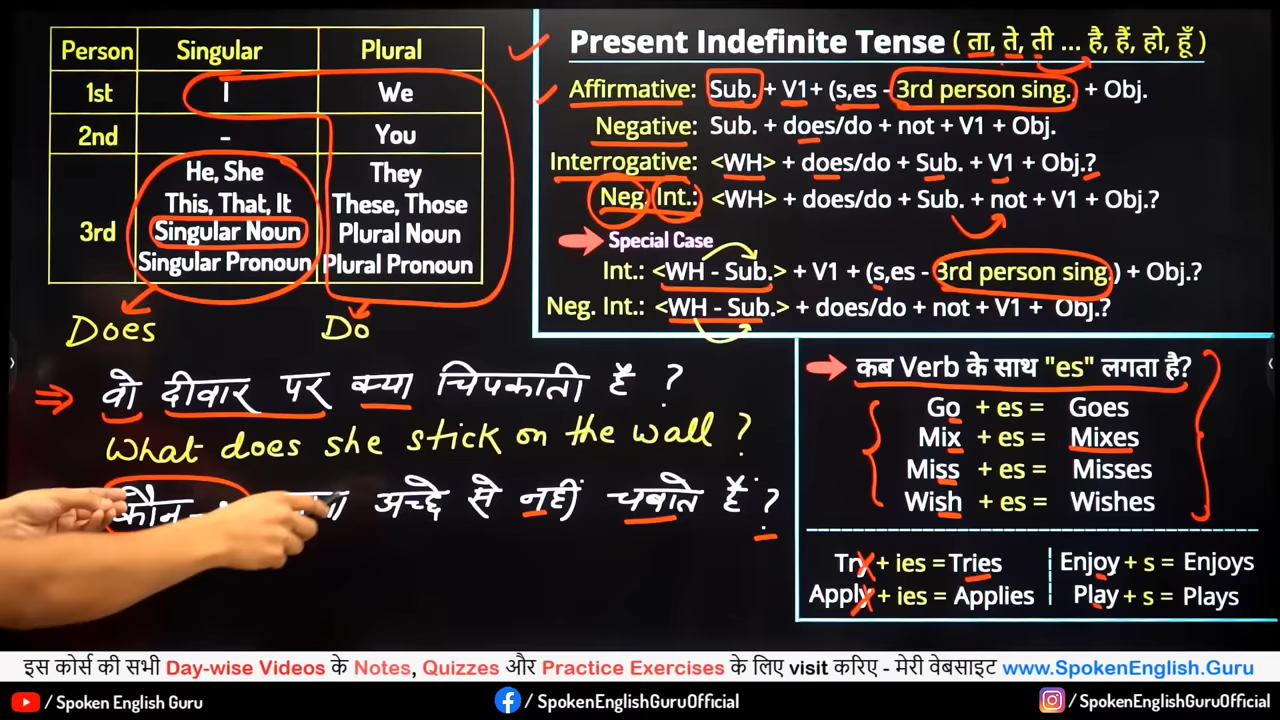 Person Singular Plural
1st I We
2nd - You
He, She They
This, That, It These, Those
3rd Singular Noun Plural Noun
Singular Pronoun Plural Pronoun
Does Do
Present Indefinite Tense ( ता, ते, ती ... है, हैं, हो, हूँ )
Affirmative: Sub. + V1+ (s,es - 3rd person sing.) + Obj.
Negative: Sub. + does/do + not + V1 + Obj.
Interrogative: <WH> + does/do + Sub. + V1 + Obj.?
Neg. Int.: <WH> + does/do + Sub. + not + V1 + Obj.?
Special Case
Int.: <WH - Sub.> + V1 + (s,es - 3rd person sing.) + Obj.?
Neg. Int.: <WH - Sub.> + does/do + not + V1 + Obj.?
वो दीवार पर क्या चिपकाती है ?
What does she stick on the wall ?
कौन अच्छे से नहीं चबाते है ?
कब Verb के साथ "es" लगता है?
Go + es = Goes
Mix + es = Mixes
Miss + es = Misses
Wish + es = Wishes
Try + ies = Tries
Apply + ies = Applies
Enjoy + s = Enjoys
Play + s = Plays
इस कोर्स की सभी Day-wise Videos के Notes, Quizzes और Practice Exercises के लिए visit करिए - मेरी वेबसाइट www.SpokenEnglish.Guru
/ Spoken English Guru
/ SpokenEnglishGuruOfficial
/ SpokenEnglishGuruOfficial